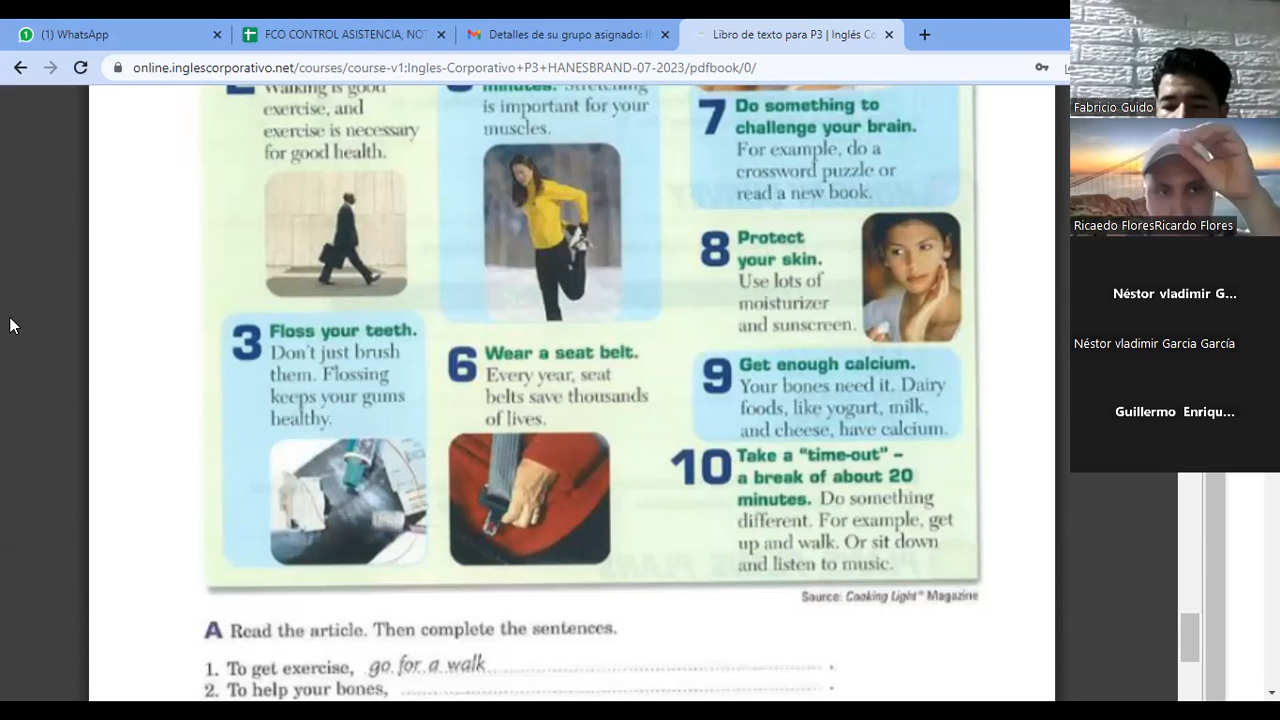 (1) WhatsApp
FCO CONTROL ASISTENCIA, NOT
Detalles de su grupo asignado
Libro de texto para P3 | Inglés Co
online.inglescorporativo.net/courses/course-v1:Ingles-Corporativo+P3+HANESBRAND-07-2023/pdfbook/0/
Walking is good
exercise, and
exercise is necessary
for good health.
3 Floss your teeth.
Don't just brush
them. Flossing
keeps your gums
healthy.
minutes. Stretching
is important for your
muscles.
6 Wear a seat belt.
Every year, seat
belts save thousands
of lives.
7 Do something to
challenge your brain.
For example, do a
crossword puzzle or
read a new book.
8 Protect
your skin.
Use lots of
moisturizer
and sunscreen.
9 Get enough calcium.
Your bones need it. Dairy
foods, like yogurt, milk,
and cheese, have calcium.
10 Take a "time-out" –
a break of about 20
minutes. Do something
different. For example, get
up and walk. Or sit down
and listen to music.
Source: Cooking Light® Magazine
A Read the article. Then complete the sentences.
1. To get exercise, go for a walk .
2. To help your bones, .
Fabricio Guido
Ricaedo FloresRicardo Flores
Néstor vladimir G...
Néstor vladimir Garcia García
Guillermo Enriqu...